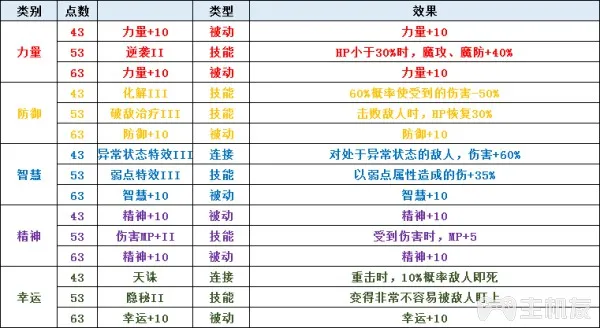 类别 点数 类型 效果
43 力量+10 被动 力量+10
力量 53 逆袭II 技能 HP小于30%时，魔攻、魔防+40%
63 力量+10 被动 力量+10
43 化解III 技能 60%概率使受到的伤害-50%
防御 53 破敌治疗III 技能 击败敌人时，HP恢复30%
63 防御+10 被动 防御+10
43 异常状态特效III 连接 对处于异常状态的敌人，伤害+60%
智慧 53 弱点特效III 技能 以弱点属性造成的伤+35%
63 智慧+10 被动 智慧+10
43 精神+10 被动 精神+10
精神 53 伤害MP+II 技能 受到伤害时，MP+5
63 精神+10 被动 精神+10
43 天诛 连接 重击时，10%概率敌人即死
幸运 53 隐秘II 技能 变得非常不容易被敌人盯上
63 幸运+10 被动 幸运+10
主机友